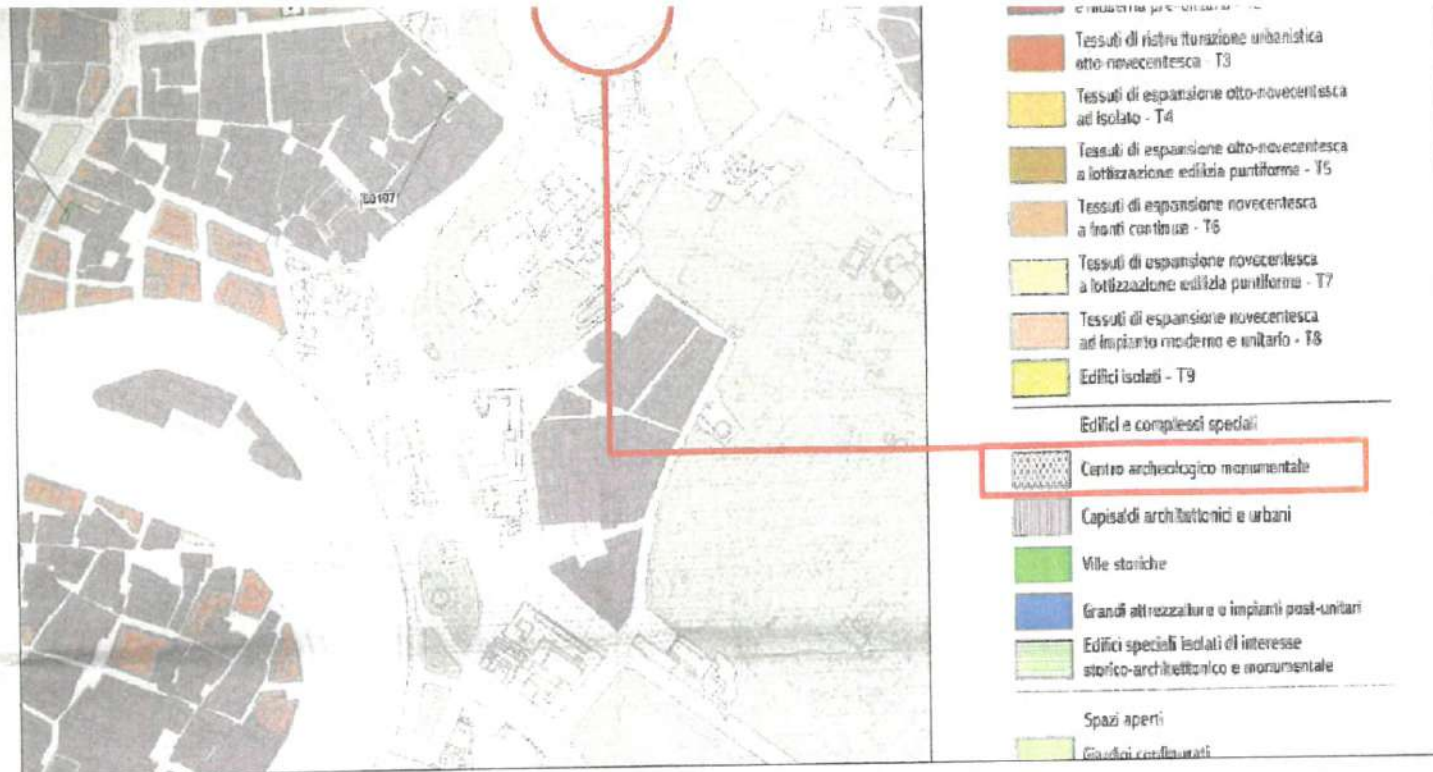 Tessuti di ristrutturazione urbanistica
otto-novecentesca - T3
Tessuti di espansione otto-novecentesca
ad isolato - T4
Tessuti di espansione otto-novecentesca
a lottizzazione edilizia puntiforme - T5
Tessuti di espansione novecentesca
a fronti continue - T6
Tessuti di espansione novecentesca
a lottizzazione edilizia puntiforme - T7
Tessuti di espansione novecentesca
ad impianto moderno e unitario - T8
Edifici isolati - T9
Edifici e complessi speciali
Centro archeologico monumentale
Capisaldi architettonici e urbani
Ville storiche
Grandi attrezzature e impianti post-unitari
Edifici speciali isolati di interesse
storico-architettonico e monumentale
Spazi aperti
Giardini configurati